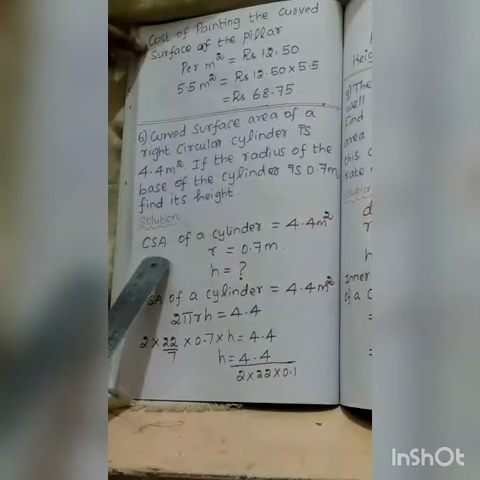 Cost of Painting the curved
Surface of the pillar
Per m² = Rs 12.50
5.5m² = Rs 12.50 × 5.5
= Rs 68.75
6) Curved surface area of a
right Circular cylinder is
4.4m². If the radius of the
base of the cylinder is 0.7m
find its height.
Solution
CSA of a cylinder = 4.4m²
r = 0.7m.
h = ?
SA of a cylinder = 4.4m²
2πrh = 4.4
2 × 22/7 × 0.7 × h = 4.4
h = 4.4/2×22×0.1
Heig
The
well
find
area
this c
rate
Inner
of a C
InShOt